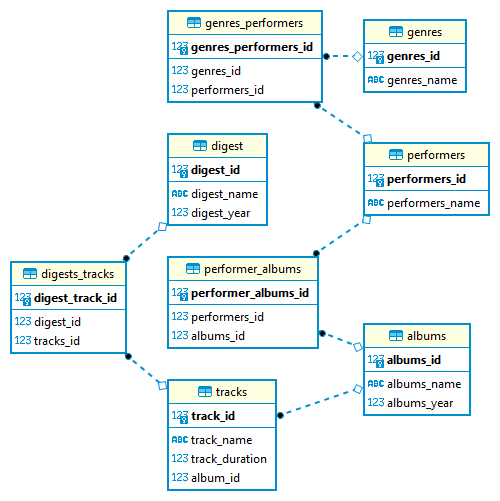 genres_performers
123 genres_performers_id
123 genres_id
123 performers_id
genres
123 genres_id
ABC genres_name
digest
123 digest_id
ABC digest_name
123 digest_year
performers
123 performers_id
ABC performers_name
digests_tracks
123 digest_track_id
123 digest_id
123 tracks_id
performer_albums
123 performer_albums_id
123 performers_id
123 albums_id
albums
123 albums_id
ABC albums_name
123 albums_year
tracks
123 track_id
ABC track_name
123 track_duration
123 album_id